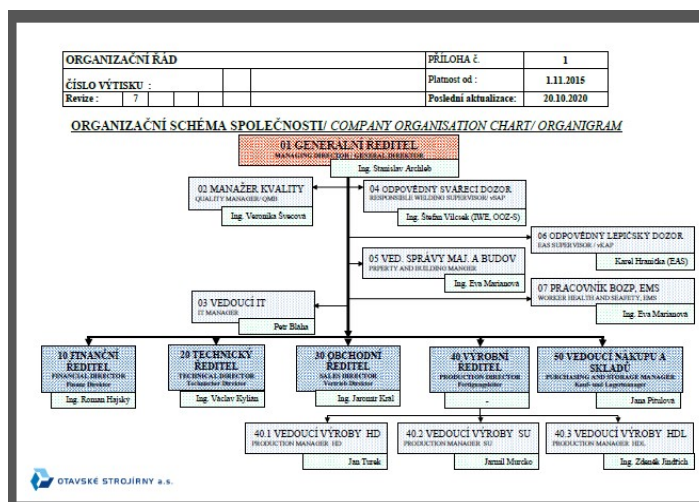 ORGANIZAČNÍ ŘÁD
PŘÍLOHA č. 1
ČÍSLO VÝTISKU :
Platnost od : 1.11.2015
Revize : 7
Poslední aktualizace: 20.10.2020
ORGANIZAČNÍ SCHÉMA SPOLEČNOSTI/ COMPANY ORGANISATION CHART/ ORGANIGRAM
01 GENERÁLNÍ ŘEDITEL
MANAGING DIRECTOR / GENERAL DIREKTOR
Ing. Stanislav Archleb
02 MANAŽER KVALITY
QUALITY MANAGER/ QMB
Ing. Veronika Švecová
04 ODPOVĚDNÝ SVÁŘECÍ DOZOR
RESPONSIBLE WELDING SUPERVISOR/ vSAP
Ing. Štefan Vilcsek (IWE, OOZ-S)
06 ODPOVĚDNÝ LEPIČSKÝ DOZOR
EAS SUPERVISOR / vKAP
Karel Hranička (EAS)
05 VED. SPRÁVY MAJ. A BUDOV
PRPERTY AND BUILDING MANGER
Ing. Eva Marianová
07 PRACOVNÍK BOZP, EMS
WORKER HEALTH AND SEAFETY, EMS
Ing. Eva Marianová
03 VEDOUCÍ IT
IT MANAGER
Petr Blaha
10 FINANČNÍ
ŘEDITEL
FINANCIAL DIRECTOR
Finanz Direktor
Ing. Roman Hajský
20 TECHNICKÝ
ŘEDITEL
TECHNICAL DIRECTOR
Technischer Direktor
Ing. Václav Kylián
30 OBCHODNÍ
ŘEDITEL
SALES DIRECTOR
Vertrieb Direktor
Ing. Jaromír Král
40 VÝROBNÍ
ŘEDITEL
PRODUCTION DIRECTOR
Fertigungsleiter
-
50 VEDOUCÍ NÁKUPU A
SKLADŮ
PURCHASING AND STORAGE MANAGER
Kauf- und Lagermanager
Jana Pitulová
40.1 VEDOUCÍ VÝROBY HD
PRODUCTION MANAGER HD
Jan Turek
40.2 VEDOUCÍ VÝROBY SU
PRODUCTION MANAGER SU
Jarmil Murcko
40.3 VEDOUCÍ VÝROBY HDL
PRODUCTION MANAGER HDL
Ing. Zdeněk Jindřich
OTAVSKÉ STROJÍRNY a.s.